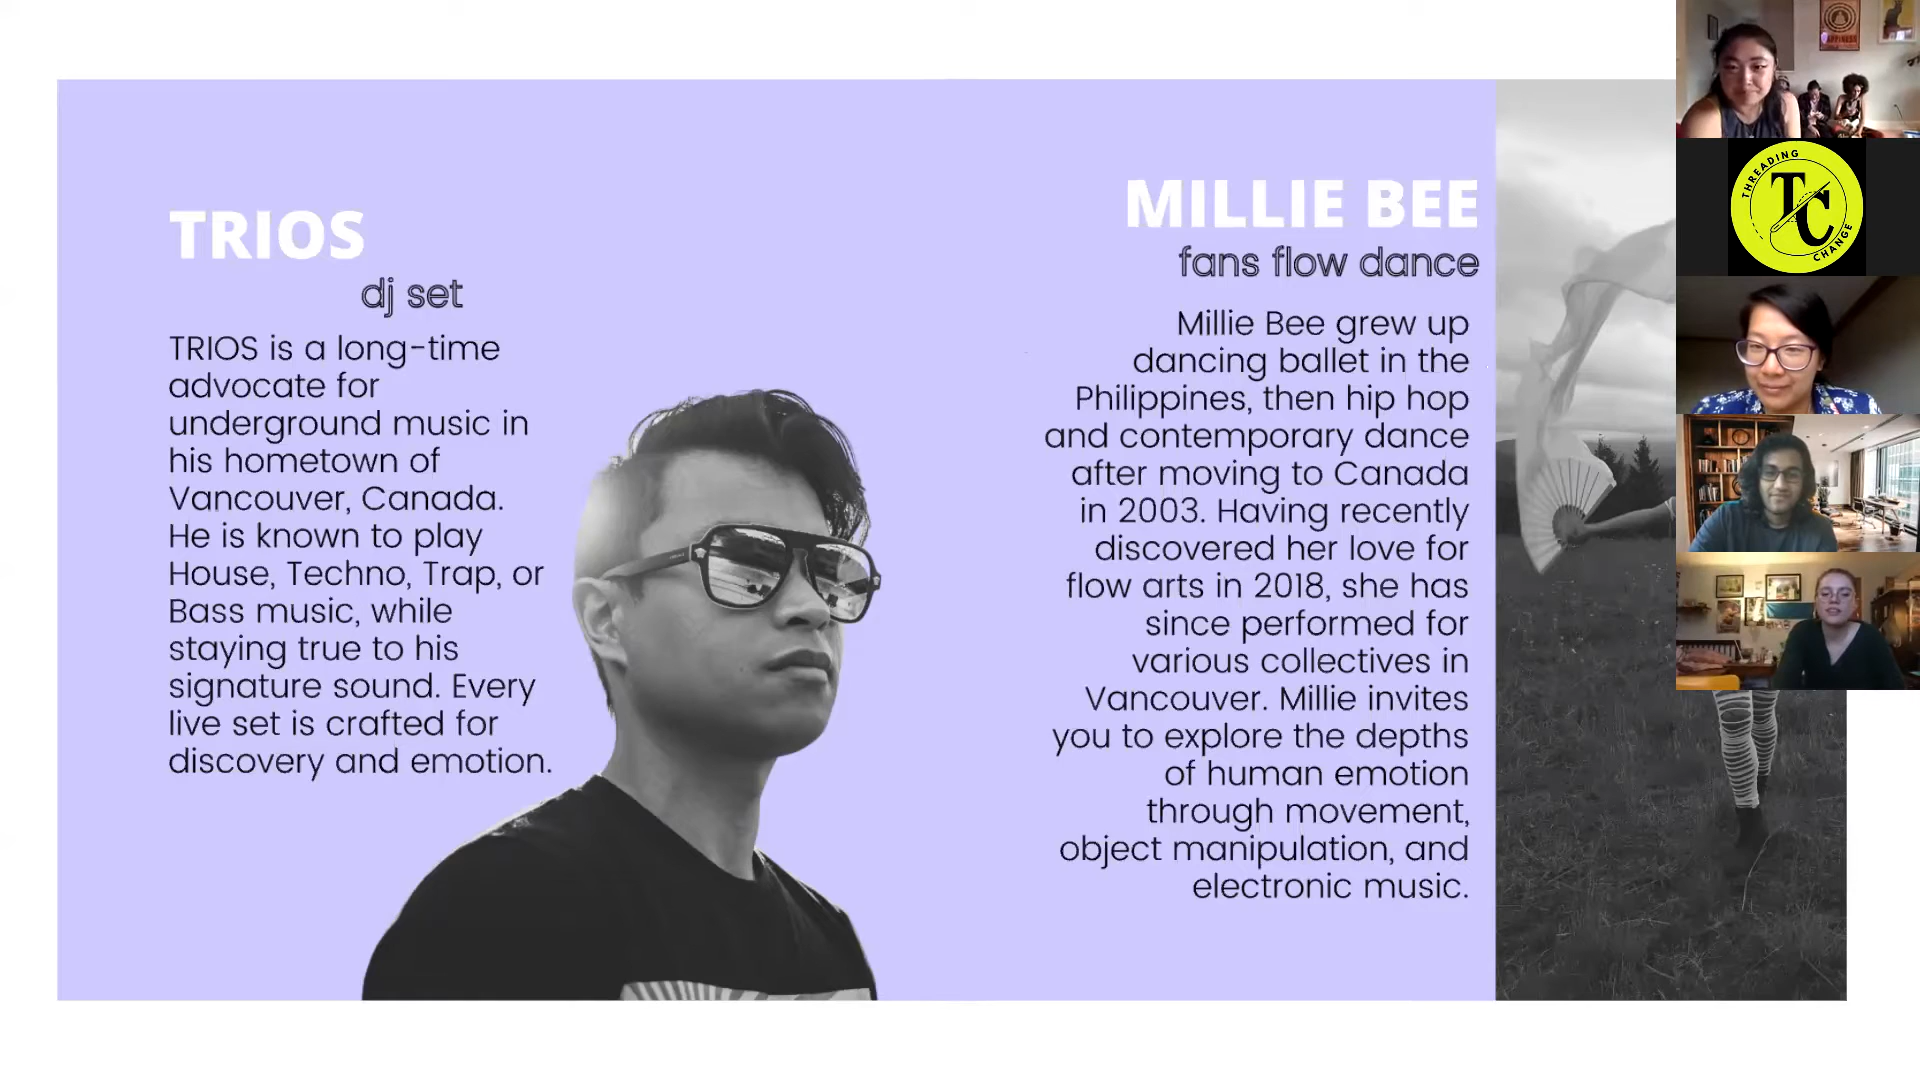 TRIOS
dj set
TRIOS is a long-time
advocate for
underground music in
his hometown of
Vancouver, Canada.
He is known to play
House, Techno, Trap, or
Bass music, while
staying true to his
signature sound. Every
live set is crafted for
discovery and emotion.
MILLIE BEE
fans flow dance
Millie Bee grew up
dancing ballet in the
Philippines, then hip hop
and contemporary dance
after moving to Canada
in 2003. Having recently
discovered her love for
flow arts in 2018, she has
since performed for
various collectives in
Vancouver. Millie invites
you to explore the depths
of human emotion
through movement,
object manipulation, and
electronic music.
THREADING
TC
CHANGE